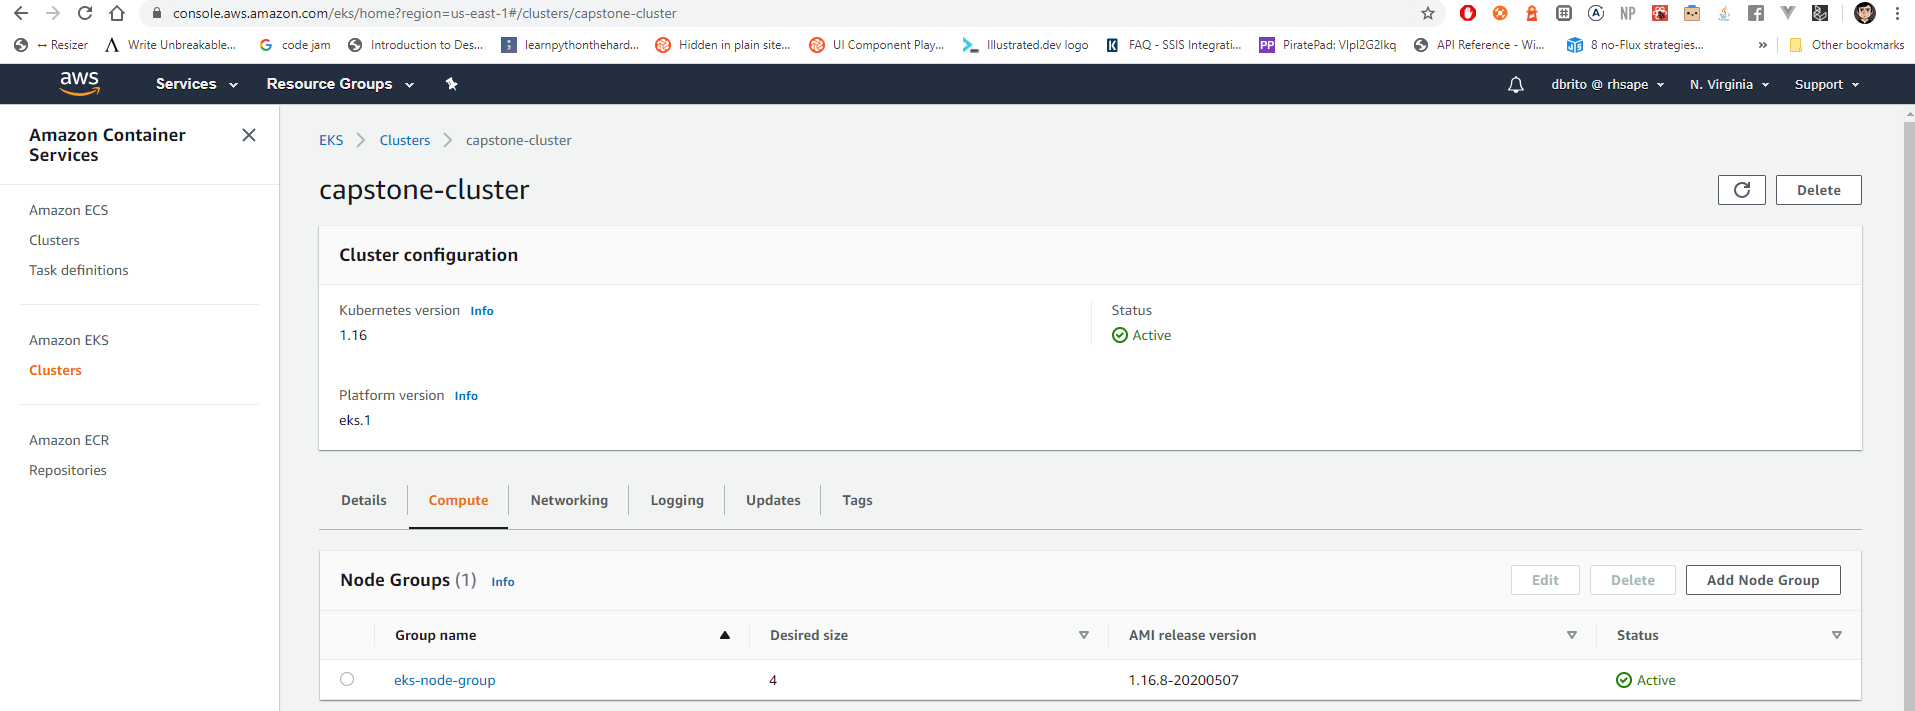 console.aws.amazon.com/eks/home?region=us-east-1#/clusters/capstone-cluster
NP
↔ Resizer Write Unbreakable... code jam Introduction to Des... learnpythonthehard... Hidden in plain site... UI Component Play... Illustrated.dev logo FAQ - SSIS Integrati... PP PiratePad: VIpI2G2Ikq API Reference - Wi... 8 no-Flux strategies... » Other bookmarks
aws Services Resource Groups dbrito @ rhsape N. Virginia Support
Amazon Container
Services
Amazon ECS
Clusters
Task definitions
Amazon EKS
Clusters
Amazon ECR
Repositories
EKS > Clusters > capstone-cluster
capstone-cluster
Delete
Cluster configuration
Kubernetes version Info
1.16
Status
Active
Platform version Info
eks.1
Details Compute Networking Logging Updates Tags
Node Groups (1) Info Edit Delete Add Node Group
Group name Desired size AMI release version Status
eks-node-group 4 1.16.8-20200507 Active